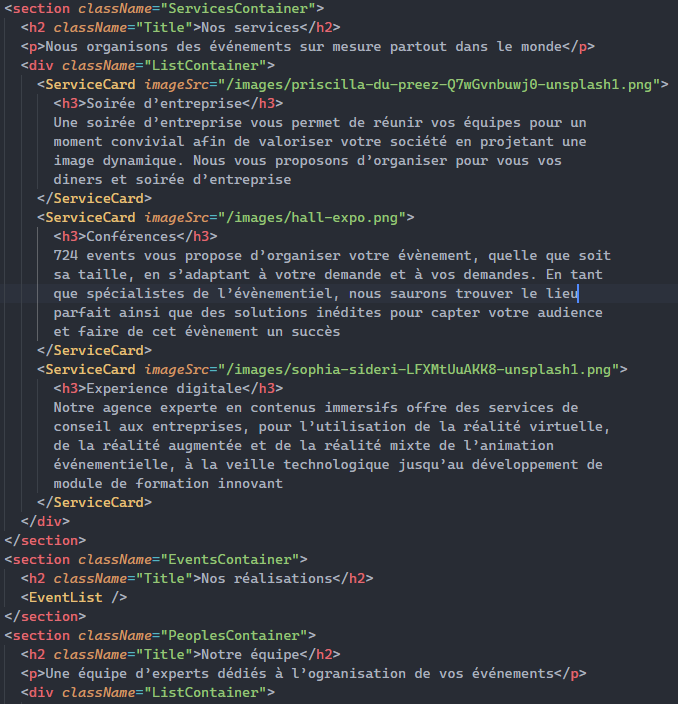 <section className="ServicesContainer">
<h2 className="Title">Nos services</h2>
<p>Nous organisons des événements sur mesure partout dans le monde</p>
<div className="ListContainer">
<ServiceCard imageSrc="/images/priscilla-du-preez-Q7wGvnbuwj0-unsplash1.png">
<h3>Soirée d’entreprise</h3>
Une soirée d’entreprise vous permet de réunir vos équipes pour un
moment convivial afin de valoriser votre société en projetant une
image dynamique. Nous vous proposons d’organiser pour vous vos
diners et soirée d’entreprise
</ServiceCard>
<ServiceCard imageSrc="/images/hall-expo.png">
<h3>Conférences</h3>
724 events vous propose d’organiser votre évènement, quelle que soit
sa taille, en s’adaptant à votre demande et à vos demandes. En tant
que spécialistes de l’évènementiel, nous saurons trouver le lieu
parfait ainsi que des solutions inédites pour capter votre audience
et faire de cet évènement un succès
</ServiceCard>
<ServiceCard imageSrc="/images/sophia-sideri-LFXMtUuAKK8-unsplash1.png">
<h3>Experience digitale</h3>
Notre agence experte en contenus immersifs offre des services de
conseil aux entreprises, pour l’utilisation de la réalité virtuelle,
de la réalité augmentée et de la réalité mixte de l’animation
événementielle, à la veille technologique jusqu’au développement de
module de formation innovant
</ServiceCard>
</div>
</section>
<section className="EventsContainer">
<h2 className="Title">Nos réalisations</h2>
<EventList />
</section>
<section className="PeoplesContainer">
<h2 className="Title">Notre équipe</h2>
<p>Une équipe d’experts dédiés à l’ogranisation de vos événements</p>
<div className="ListContainer">